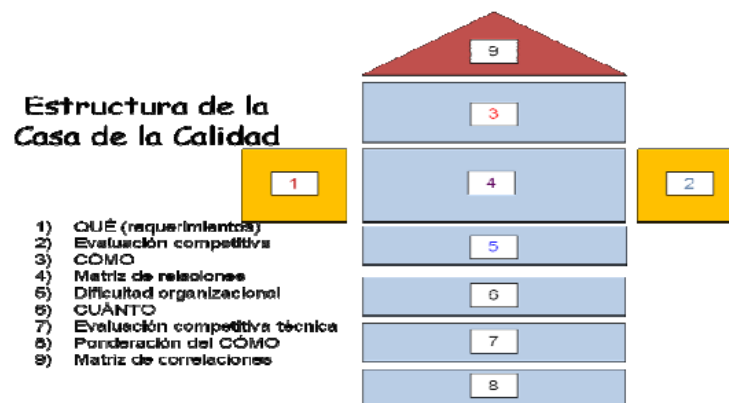 9
Estructura de la
Casa de la Calidad
3
1
4
2
1) QUÉ (requerimientos)
2) Evaluación competitiva
3) CÓMO
4) Matriz de relaciones
5) Dificultad organizacional
6) CUÁNTO
7) Evaluación competitiva técnica
8) Ponderación del CÓMO
9) Matriz de correlaciones
5
6
7
8